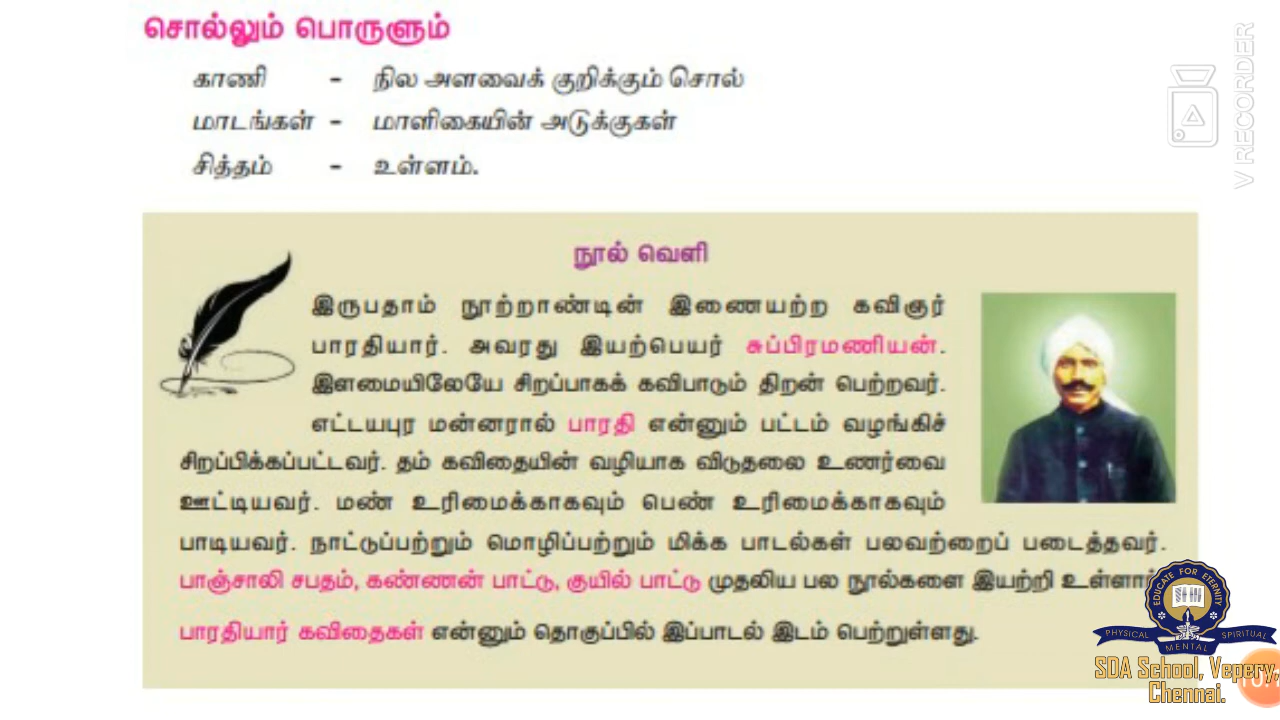 சொல்லும் பொருளும்
காணி - நில அளவைக் குறிக்கும் சொல்
மாடங்கள் - மாளிகையின் அடுக்குகள்
சித்தம் - உள்ளம்.
நூல் வெளி
இருபதாம் நூற்றாண்டின் இணையற்ற கவிஞர்
பாரதியார். அவரது இயற்பெயர் சுப்பிரமணியன்.
இளமையிலேயே சிறப்பாகக் கவிபாடும் திறன் பெற்றவர்.
எட்டயபுர மன்னரால் பாரதி என்னும் பட்டம் வழங்கிச்
சிறப்பிக்கப்பட்டவர். தம் கவிதையின் வழியாக விடுதலை உணர்வை
ஊட்டியவர். மண் உரிமைக்காகவும் பெண் உரிமைக்காகவும்
பாடியவர். நாட்டுப்பற்றும் மொழிப்பற்றும் மிக்க பாடல்கள் பலவற்றைப் படைத்தவர்.
பாஞ்சாலி சபதம், கண்ணன் பாட்டு, குயில் பாட்டு முதலிய பல நூல்களை இயற்றி உள்ளார்
பாரதியார் கவிதைகள் என்னும் தொகுப்பில் இப்பாடல் இடம் பெற்றுள்ளது.
V RECORDER
EDUCATE FOR ETERNITY
PHYSICAL MENTAL SPIRITUAL
SDA School, Vepery,
Chennai.